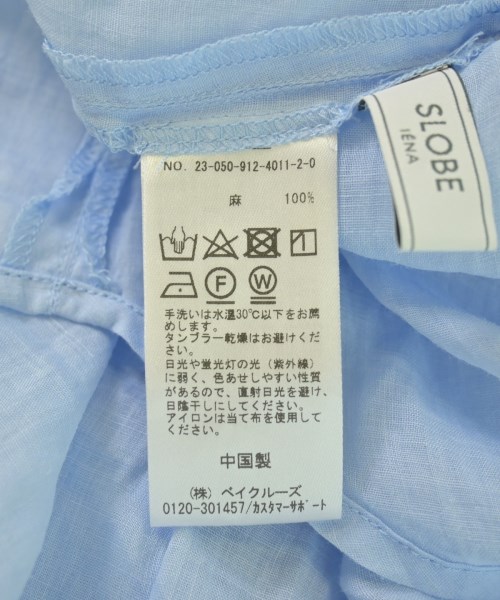 SLOBE
IÉNA
NO. 23-050-912-4011-2-0
麻 100%
F W
手洗いは水温30℃以下をお薦
めします。
タンブラー乾燥はお避けくださ
い。
日光や蛍光灯の光（紫外線）
に弱く、色あせしやすい性質
があるので、直射日光を避け、
日蔭干しにしてください。
アイロンは当て布を使用して
ください。
中国製
（株）ベイクルーズ
0120-301457/ｶｽﾀﾏｰｻﾎﾟｰﾄ